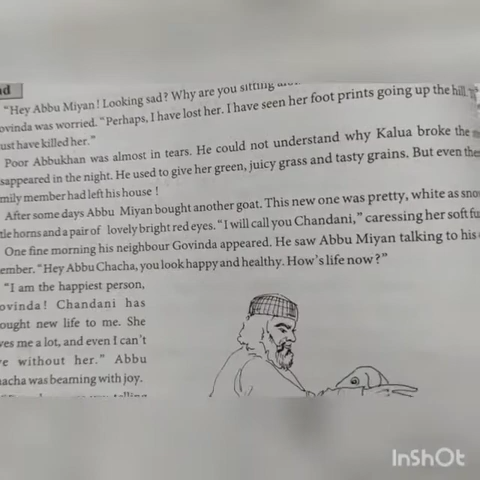 nd
"Hey Abbu Miyan! Looking sad? Why are you sitting
ovinda was worried. "Perhaps, I have lost her. I have seen her foot prints going up the hill.
ust have killed her."
Poor Abbukhan was almost in tears. He could not understand why Kalua broke the
sappeared in the night. He used to give her green, juicy grass and tasty grains. But even the
mily member had left his house !
After some days Abbu Miyan bought another goat. This new one was pretty, white as sno
tle horns and a pair of lovely bright red eyes. "I will call you Chandani," caressing her soft fu
One fine morning his neighbour Govinda appeared. He saw Abbu Miyan talking to his
ember. "Hey Abbu Chacha, you look happy and healthy. How's life now?"
"I am the happiest person,
ovinda! Chandani has
ought new life to me. She
ves me a lot, and even I can't
e without her." Abbu
hacha was beaming with joy.
InShOt